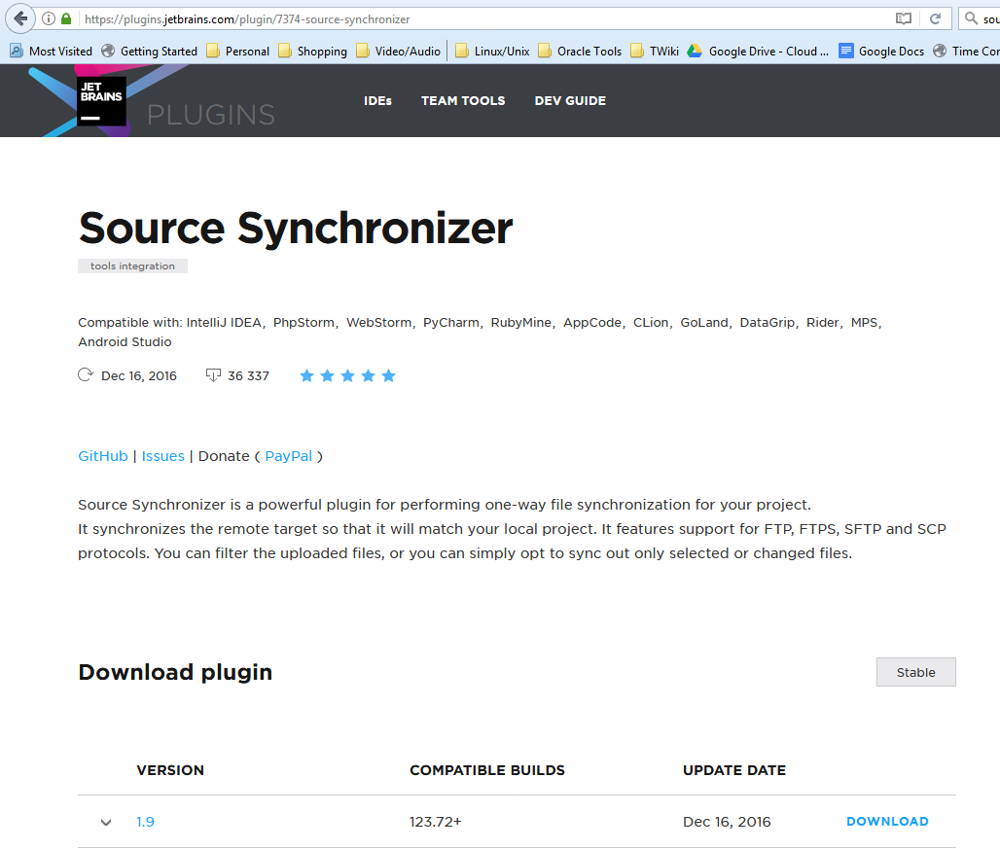 https://plugins.jetbrains.com/plugin/7374-source-synchronizer
Most Visited Getting Started Personal Shopping Video/Audio Linux/Unix Oracle Tools TWiki Google Drive - Cloud ... Google Docs
JET
BRAINS
PLUGINS
IDEs TEAM TOOLS DEV GUIDE
Source Synchronizer
tools integration
Compatible with: IntelliJ IDEA, PhpStorm, WebStorm, PyCharm, RubyMine, AppCode, CLion, GoLand, DataGrip, Rider, MPS,
Android Studio
Dec 16, 2016 36 337
GitHub | Issues | Donate ( PayPal )
Source Synchronizer is a powerful plugin for performing one-way file synchronization for your project.
It synchronizes the remote target so that it will match your local project. It features support for FTP, FTPS, SFTP and SCP
protocols. You can filter the uploaded files, or you can simply opt to sync out only selected or changed files.
Download plugin
Stable
VERSION COMPATIBLE BUILDS UPDATE DATE
1.9 123.72+ Dec 16, 2016 DOWNLOAD